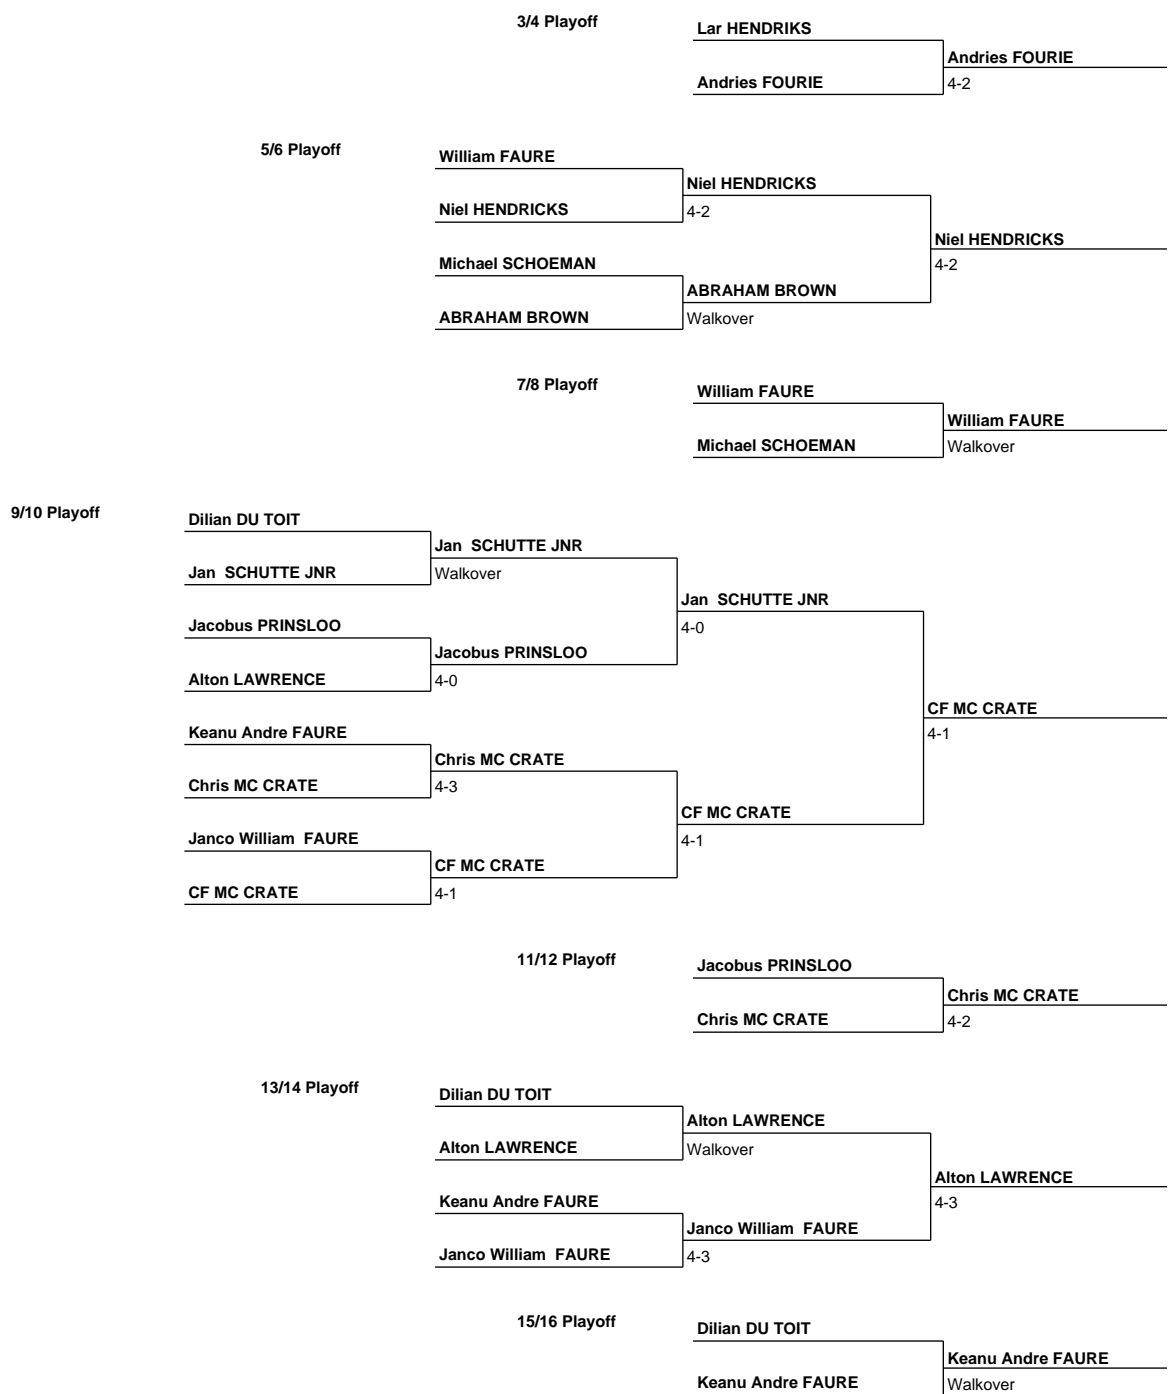 3/4 Playoff
Lar HENDRIKS
Andries FOURIE
Andries FOURIE
4-2
5/6 Playoff
William FAURE
Niel HENDRICKS
Niel HENDRICKS
4-2
Niel HENDRICKS
4-2
Michael SCHOEMAN
ABRAHAM BROWN
ABRAHAM BROWN
Walkover
7/8 Playoff
William FAURE
William FAURE
Michael SCHOEMAN
Walkover
9/10 Playoff
Dilian DU TOIT
Jan  SCHUTTE JNR
Jan  SCHUTTE JNR
Walkover
Jan  SCHUTTE JNR
4-0
Jacobus PRINSLOO
Jacobus PRINSLOO
Alton LAWRENCE
4-0
CF MC CRATE
4-1
Keanu Andre FAURE
Chris MC CRATE
Chris MC CRATE
4-3
CF MC CRATE
4-1
Janco William  FAURE
CF MC CRATE
CF MC CRATE
4-1
11/12 Playoff
Jacobus PRINSLOO
Chris MC CRATE
Chris MC CRATE
4-2
13/14 Playoff
Dilian DU TOIT
Alton LAWRENCE
Alton LAWRENCE
Walkover
Alton LAWRENCE
4-3
Keanu Andre FAURE
Janco William  FAURE
Janco William  FAURE
4-3
15/16 Playoff
Dilian DU TOIT
Keanu Andre FAURE
Keanu Andre FAURE
Walkover